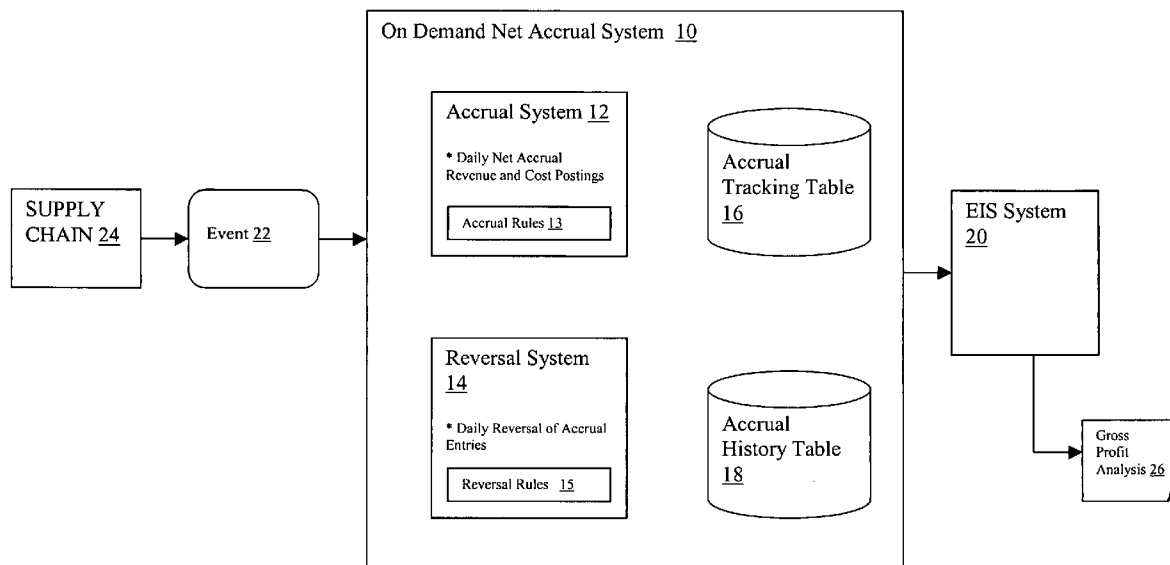 On Demand Net Accrual System 10
Accrual System 12
* Daily Net Accrual
Revenue and Cost Postings
Accrual Rules 13
Accrual
Tracking Table
16
SUPPLY
CHAIN 24
Event 22
EIS System
20
Reversal System
14
* Daily Reversal of Accrual
Entries
Reversal Rules 15
Accrual
History Table
18
Gross
Profit
Analysis 26